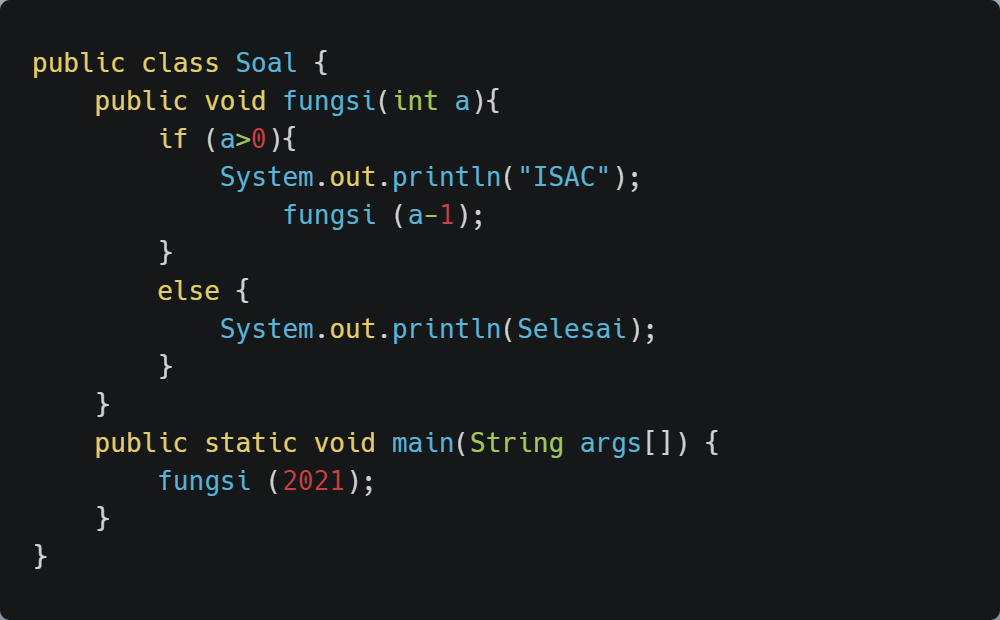 public class Soal {
    public void fungsi(int a){
        if (a>0){
            System.out.println("ISAC");
                fungsi (a-1);
        }
        else {
            System.out.println(Selesai);
        }
    }
    public static void main(String args[]) {
        fungsi (2021);
    }
}